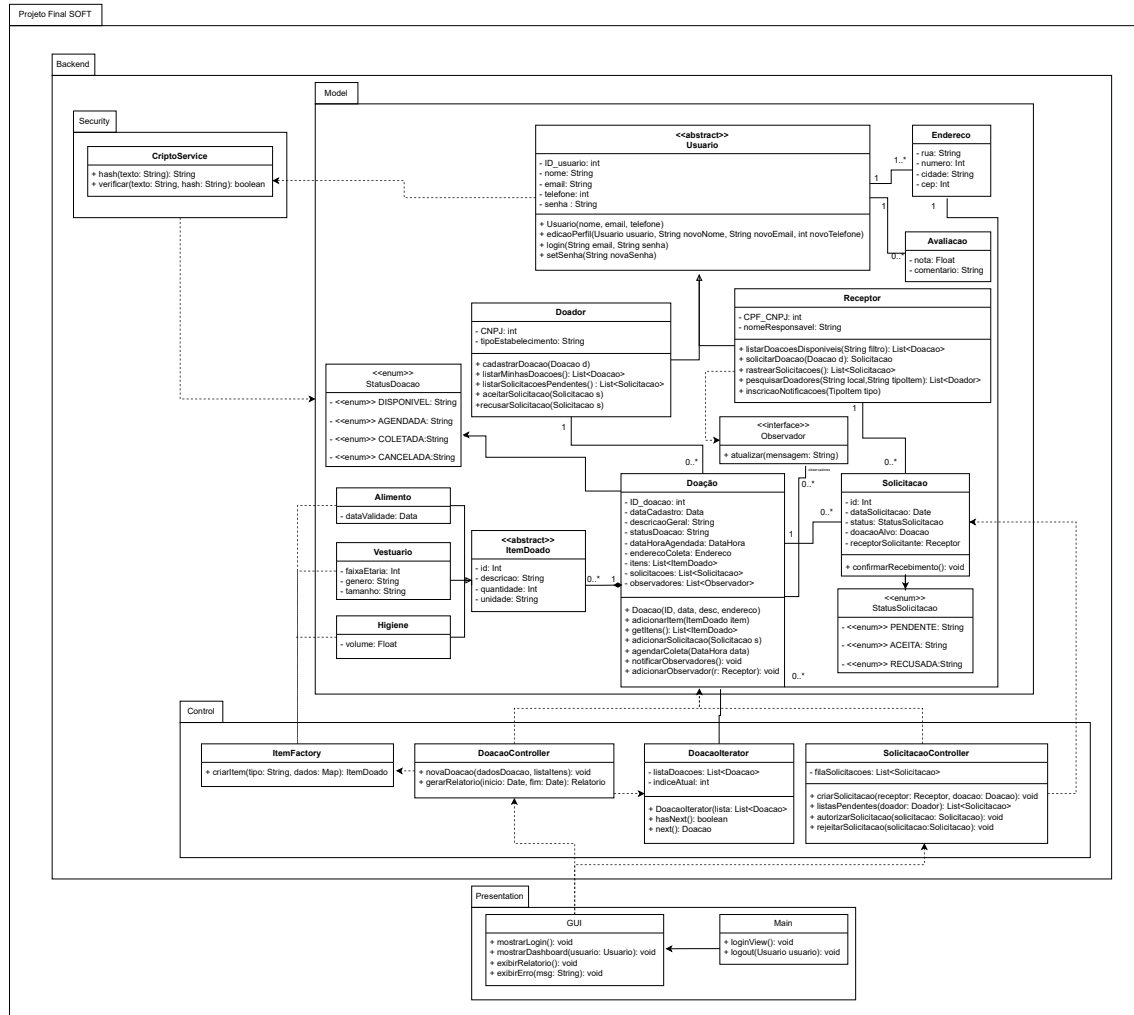 Projeto Final SOFT
Backend
Model
Security
CriptoService
+ hash(texto: String): String
+ verificar(texto: String, hash: String): boolean
<<abstract>>
Usuario
- ID_usuario: int
- nome: String
- email: String
- telefone: int
- senha : String
+ Usuario(nome, email, telefone)
+ edicaoPerfil(Usuario usuario, String novoNome, String novoEmail, int novoTelefone)
+ login(String email, String senha)
+ setSenha(String novaSenha)
Endereco
- rua: String
- numero: Int
- cidade: String
- cep: Int
1..*
1
1
1
0..*
Avaliacao
- nota: Float
- comentario: String
Doador
- CNPJ: int
- tipoEstabelecimento: String
+ cadastrarDoacao(Doacao d)
+ listarMinhasDoacoes(): List<Doacao>
+ listarSolicitacoesPendentes() : List<Solicitacao>
+ aceitarSolicitacao(Solicitacao s)
+recusarSolicitacao(Solicitacao s)
Receptor
- CPF_CNPJ: int
- nomeResponsavel: String
+ listarDoacoesDisponiveis(String filtro): List<Doacao>
+ solicitarDoacao(Doacao d): Solicitacao
+ rastrearSolicitacoes(): List<Solicitacao>
+ pesquisarDoadores(String local,String tipoItem): List<Doador>
+ inscricaoNotificacoes(TipoItem tipo)
<<enum>>
StatusDoacao
- <<enum>> DISPONIVEL: String
- <<enum>> AGENDADA: String
- <<enum>> COLETADA:String
- <<enum>> CANCELADA:String
1
0..*
<<interface>>
Observador
+ atualizar(mensagem: String)
1
0..*
0..*
Doação
- ID_doacao: int
- dataCadastro: Data
- descricaoGeral: String
- statusDoacao: String
- dataHoraAgendada: DataHora
- enderecoColeta: Endereco
- itens: List<ItemDoado>
- solicitacoes: List<Solicitacao>
- observadores: List<Observador>
+ Doacao(ID, data, desc, endereco)
+ adicionarItem(ItemDoado item)
+ getItens(): List<ItemDoado>
+ adicionarSolicitacao(Solicitacao s)
+ agendarColeta(DataHora data)
+ notificarObservadores(): void
+ adicionarObservador(r: Receptor): void
1
0..*
0..*
Solicitacao
- id: Int
- dataSolicitacao: Date
- status: StatusSolicitacao
- doacaoAlvo: Doacao
- receptorSolicitante: Receptor
+ confirmarRecebimento(): void
<<enum>>
StatusSolicitacao
- <<enum>> PENDENTE: String
- <<enum>> ACEITA: String
- <<enum>> RECUSADA:String
Alimento
- dataValidade: Data
Vestuario
- faixaEtaria: Int
- genero: String
- tamanho: String
Higiene
- volume: Float
<<abstract>>
ItemDoado
- id: Int
- descricao: String
- quantidade: Int
- unidade: String
0..*
1
Control
ItemFactory
+ criarItem(tipo: String, dados: Map): ItemDoado
DoacaoController
+ novaDoacao(dadosDoacao, listaItens): void
+ gerarRelatorio(inicio: Date, fim: Date): Relatorio
DoacaoIterator
- listaDoacoes: List<Doacao>
- indiceAtual: int
+ DoacaoIterator(lista: List<Doacao>
+ hasNext(): boolean
+ next(): Doacao
SolicitacaoController
- filaSolicitacoes: List<Solicitacao>
+ criarSolicitacao(receptor: Receptor, doacao: Doacao): void
+ listasPendentes(doador: Doador): List<Solicitacao>
+ autorizarSolicitacao(solicitacao: Solicitacao): void
+ rejeitarSolicitacao(solicitacao:Solicitacao): void
Presentation
GUI
+ mostrarLogin(): void
+ mostrarDashboard(usuario: Usuario): void
+ exibirRelatorio(): void
+ exibirErro(msg: String): void
Main
+ loginView(): void
+ logout(Usuario usuario): void